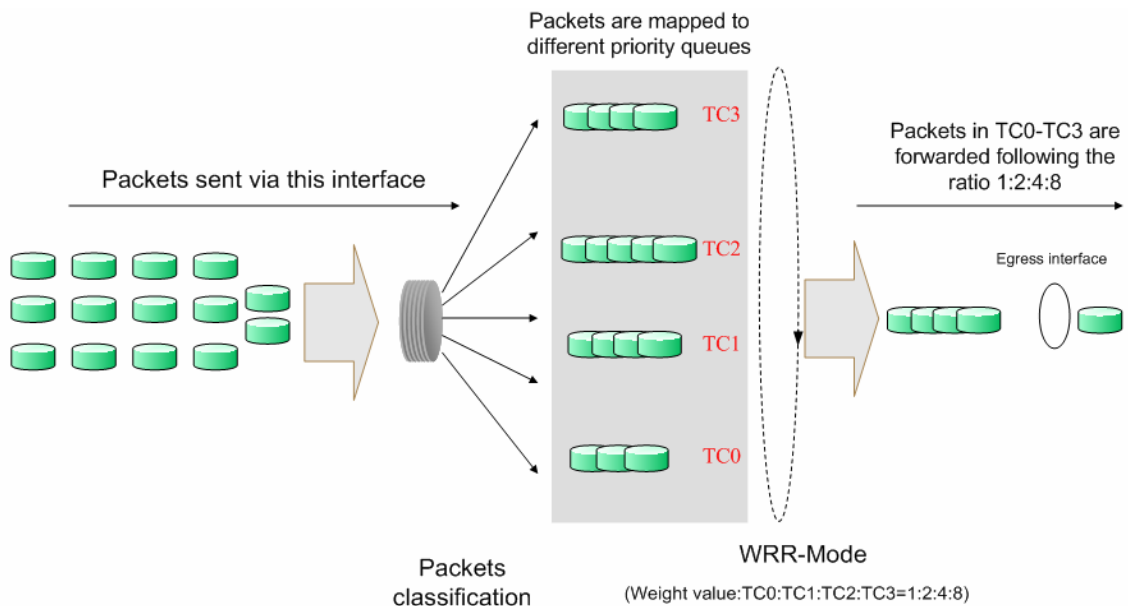 Packets are mapped to
different priority queues
TC3
Packets in TC0-TC3 are
forwarded following the
ratio 1:2:4:8
Packets sent via this interface
TC2
Egress interface
TC1
TC0
WRR-Mode
Packets
classification
(Weight value:TC0:TC1:TC2:TC3=1:2:4:8)